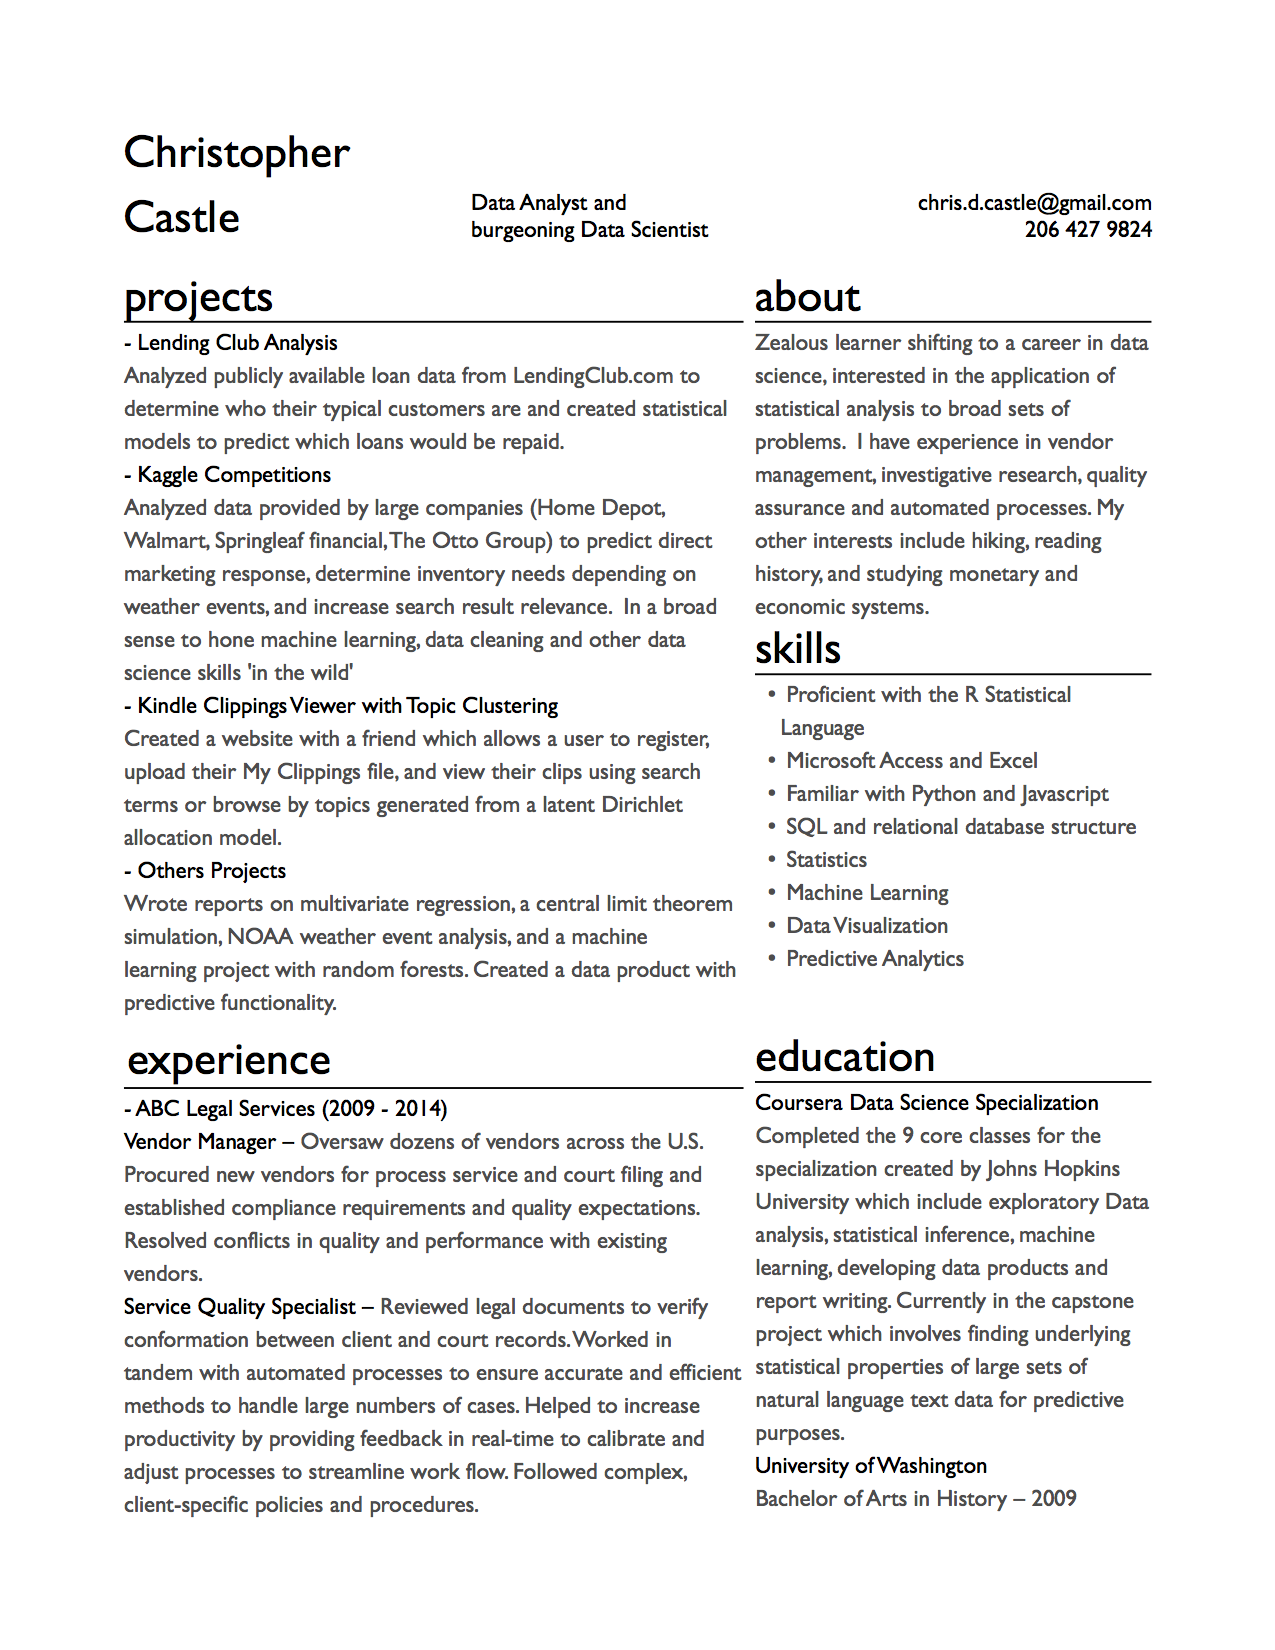 Christopher
Castle
Data Analyst and
burgeoning Data Scientist
chris.d.castle@gmail.com
206 427 9824
projects
- Lending Club Analysis
Analyzed publicly available loan data from LendingClub.com to
determine who their typical customers are and created statistical
models to predict which loans would be repaid.
- Kaggle Competitions
Analyzed data provided by large companies (Home Depot,
Walmart, Springleaf financial, The Otto Group) to predict direct
marketing response, determine inventory needs depending on
weather events, and increase search result relevance.  In a broad
sense to hone machine learning, data cleaning and other data
science skills 'in the wild'
- Kindle Clippings Viewer with Topic Clustering
Created a website with a friend which allows a user to register,
upload their My Clippings file, and view their clips using search
terms or browse by topics generated from a latent Dirichlet
allocation model.
- Others Projects
Wrote reports on multivariate regression, a central limit theorem
simulation, NOAA weather event analysis, and a machine
learning project with random forests. Created a data product with
predictive functionality.
experience
- ABC Legal Services (2009 - 2014)
Vendor Manager – Oversaw dozens of vendors across the U.S.
Procured new vendors for process service and court filing and
established compliance requirements and quality expectations.
Resolved conflicts in quality and performance with existing
vendors.
Service Quality Specialist – Reviewed legal documents to verify
conformation between client and court records. Worked in
tandem with automated processes to ensure accurate and efficient
methods to handle large numbers of cases. Helped to increase
productivity by providing feedback in real-time to calibrate and
adjust processes to streamline work flow. Followed complex,
client-specific policies and procedures.
about
Zealous learner shifting to a career in data
science, interested in the application of
statistical analysis to broad sets of
problems.  I have experience in vendor
management, investigative research, quality
assurance and automated processes. My
other interests include hiking, reading
history, and studying monetary and
economic systems.
skills
• Proficient with the R Statistical
Language
• Microsoft Access and Excel
• Familiar with Python and Javascript
• SQL and relational database structure
• Statistics
• Machine Learning
• Data Visualization
• Predictive Analytics
education
Coursera Data Science Specialization
Completed the 9 core classes for the
specialization created by Johns Hopkins
University which include exploratory Data
analysis, statistical inference, machine
learning, developing data products and
report writing. Currently in the capstone
project which involves finding underlying
statistical properties of large sets of
natural language text data for predictive
purposes.
University of Washington
Bachelor of Arts in History – 2009